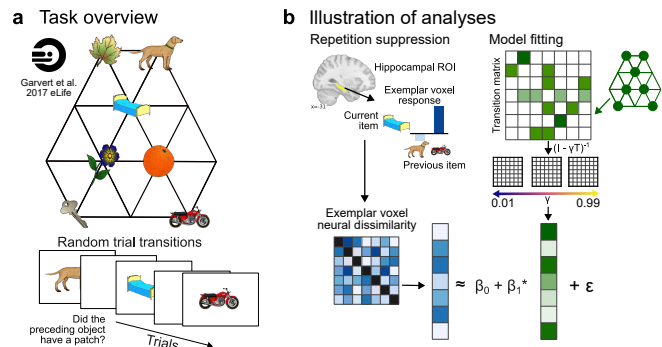 a Task overview
Garvert et al.
2017 eLife
Random trial transitions
Did the
preceding object
have a patch?
Trials
b Illustration of analyses
Repetition suppression
Hippocampal ROI
x=-31
Exemplar voxel
response
Current
item
Previous item
Exemplar voxel
neural dissimilarity
Model fitting
Transition matrix
(I - γT)⁻¹
0.01 γ 0.99
≈ β₀ + β₁* + ε